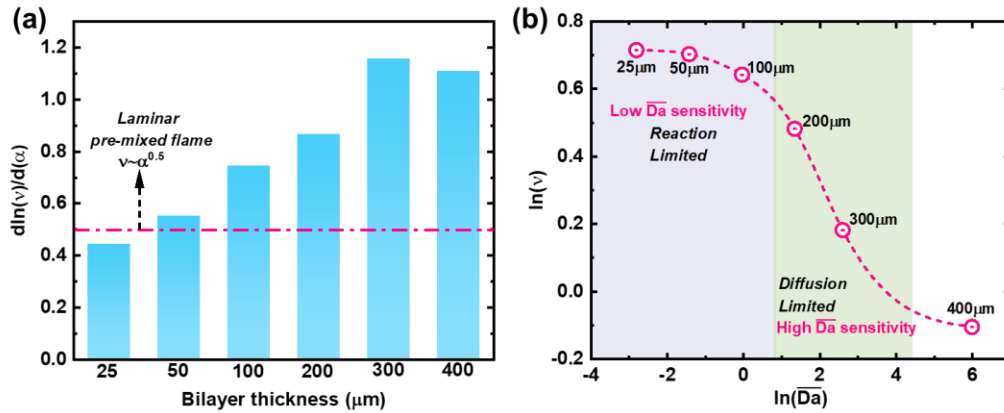 (a)
dln(ν)/d(α)
1.2
1.0
0.8
0.6
0.4
0.2
0.0
Laminar
pre-mixed flame
ν~α^0.5
25 50 100 200 300 400
Bilayer thickness (μm)
(b)
ln(ν)
0.8
0.6
0.4
0.2
0.0
-0.2
25μm
50μm
100μm
Low D̅a̅ sensitivity
Reaction
Limited
200μm
300μm
Diffusion
Limited
High D̅a̅ sensitivity
400μm
-4 -2 0 2 4 6
ln(D̅a̅)